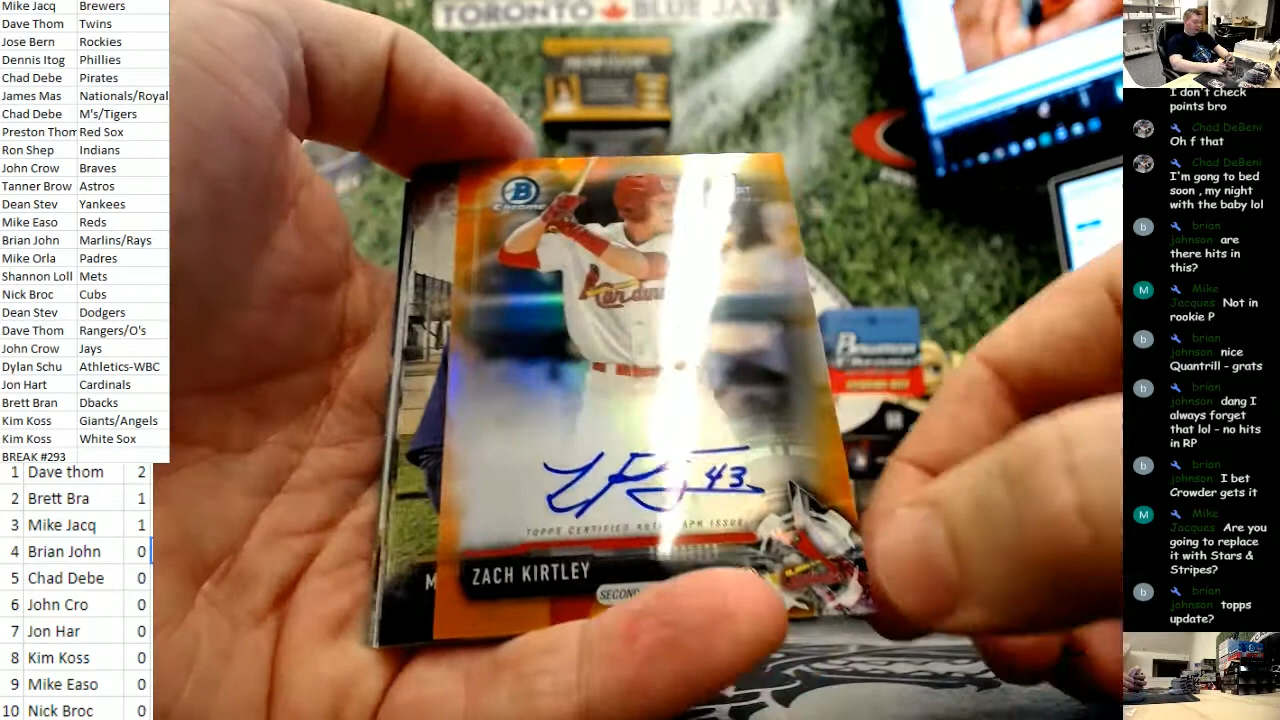 Mike Jacq Brewers
Dave Thom Twins
Jose Bern Rockies
Dennis Itog Phillies
Chad Debe Pirates
James Mas Nationals/Royal
Chad Debe M's/Tigers
Preston Thom Red Sox
Ron Shep Indians
John Crow Braves
Tanner Brow Astros
Dean Stev Yankees
Mike Easo Reds
Brian John Marlins/Rays
Mike Orla Padres
Shannon Loll Mets
Nick Broc Cubs
Dean Stev Dodgers
Dave Thom Rangers/O's
John Crow Jays
Dylan Schu Athletics-WBC
Jon Hart Cardinals
Brett Bran Dbacks
Kim Koss Giants/Angels
Kim Koss White Sox
BREAK #293
1 Dave thom 2
2 Brett Bra 1
3 Mike Jacq 1
4 Brian John 0
5 Chad Debe 0
6 John Cro 0
7 Jon Har 0
8 Kim Koss 0
9 Mike Easo 0
10 Nick Broc 0
TORONTO BLUE JAYS
B
Chrome
Cardinals
43
TOPPS CERTIFIED AUTOGRAPH ISSUE
ZACH KIRTLEY
SECOND
M
Bowman
I don't check
points bro
Chad DeBeni
Oh f that
Chad DeBeni
I'm gong to bed
soon , my night
with the baby lol
b
brian
johnson are
there hits in
this?
M
Mike
Jacques Not in
rookie P
b
brian
johnson nice
Quantrill - grats
b
brian
johnson dang I
always forget
that lol - no hits
in RP
b
brian
johnson I bet
Crowder gets it
M
Mike
Jacques Are you
going to replace
it with Stars &
Stripes?
b
brian
johnson topps
update?